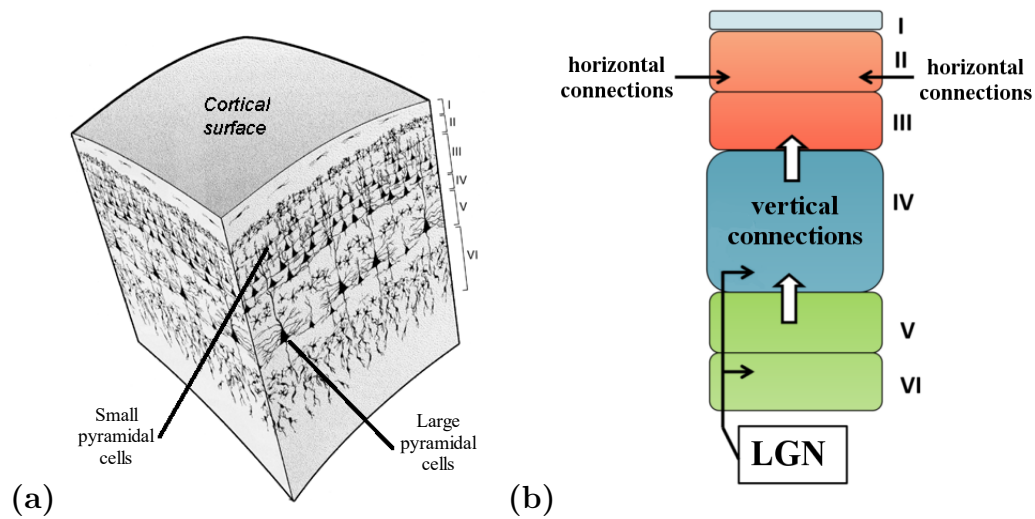 Cortical
surface
I
II
III
IV
V
VI
Small
pyramidal
cells
Large
pyramidal
cells
(a)
I
II
III
IV
V
VI
horizontal
connections
horizontal
connections
vertical
connections
LGN
(b)